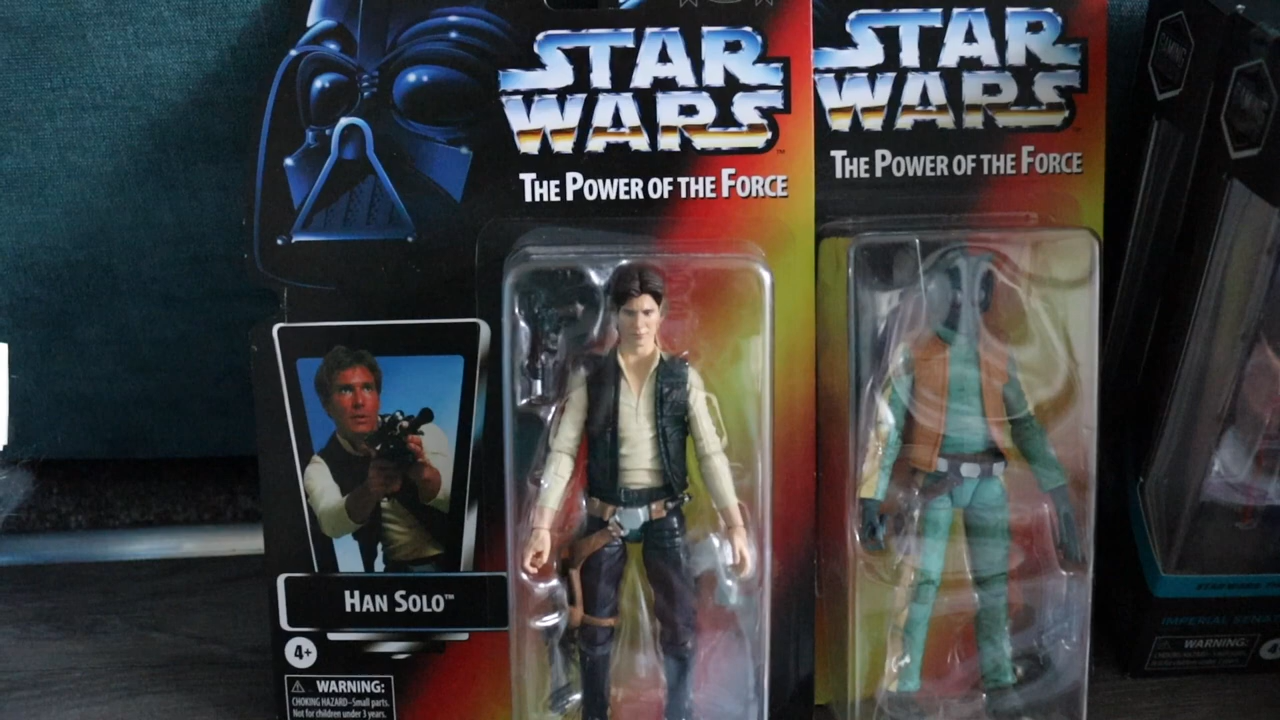 STAR
WARS
™
THE POWER OF THE FORCE
HAN SOLO™
4+
WARNING:
CHOKING HAZARD–Small parts.
Not for children under 3 years.
STAR
WARS
THE POWER OF THE FORCE
WARNING: